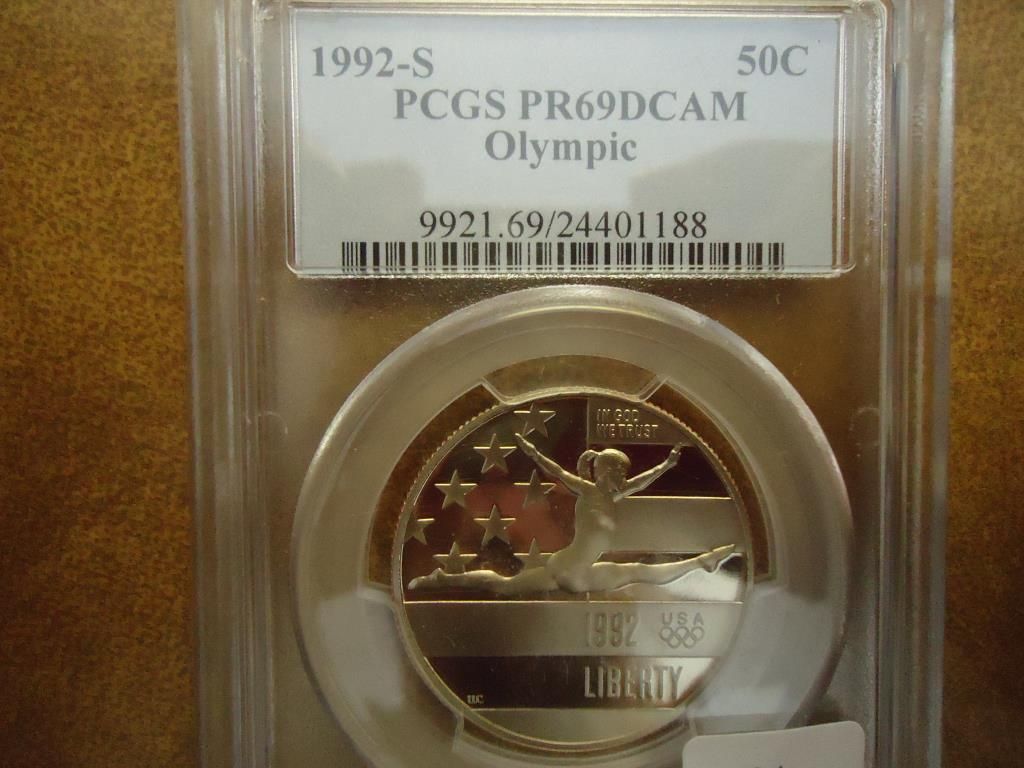 1992-S 50C
PCGS PR69DCAM
Olympic
9921.69/24401188
IN GOD
WE TRUST
1992 USA
LIBERTY